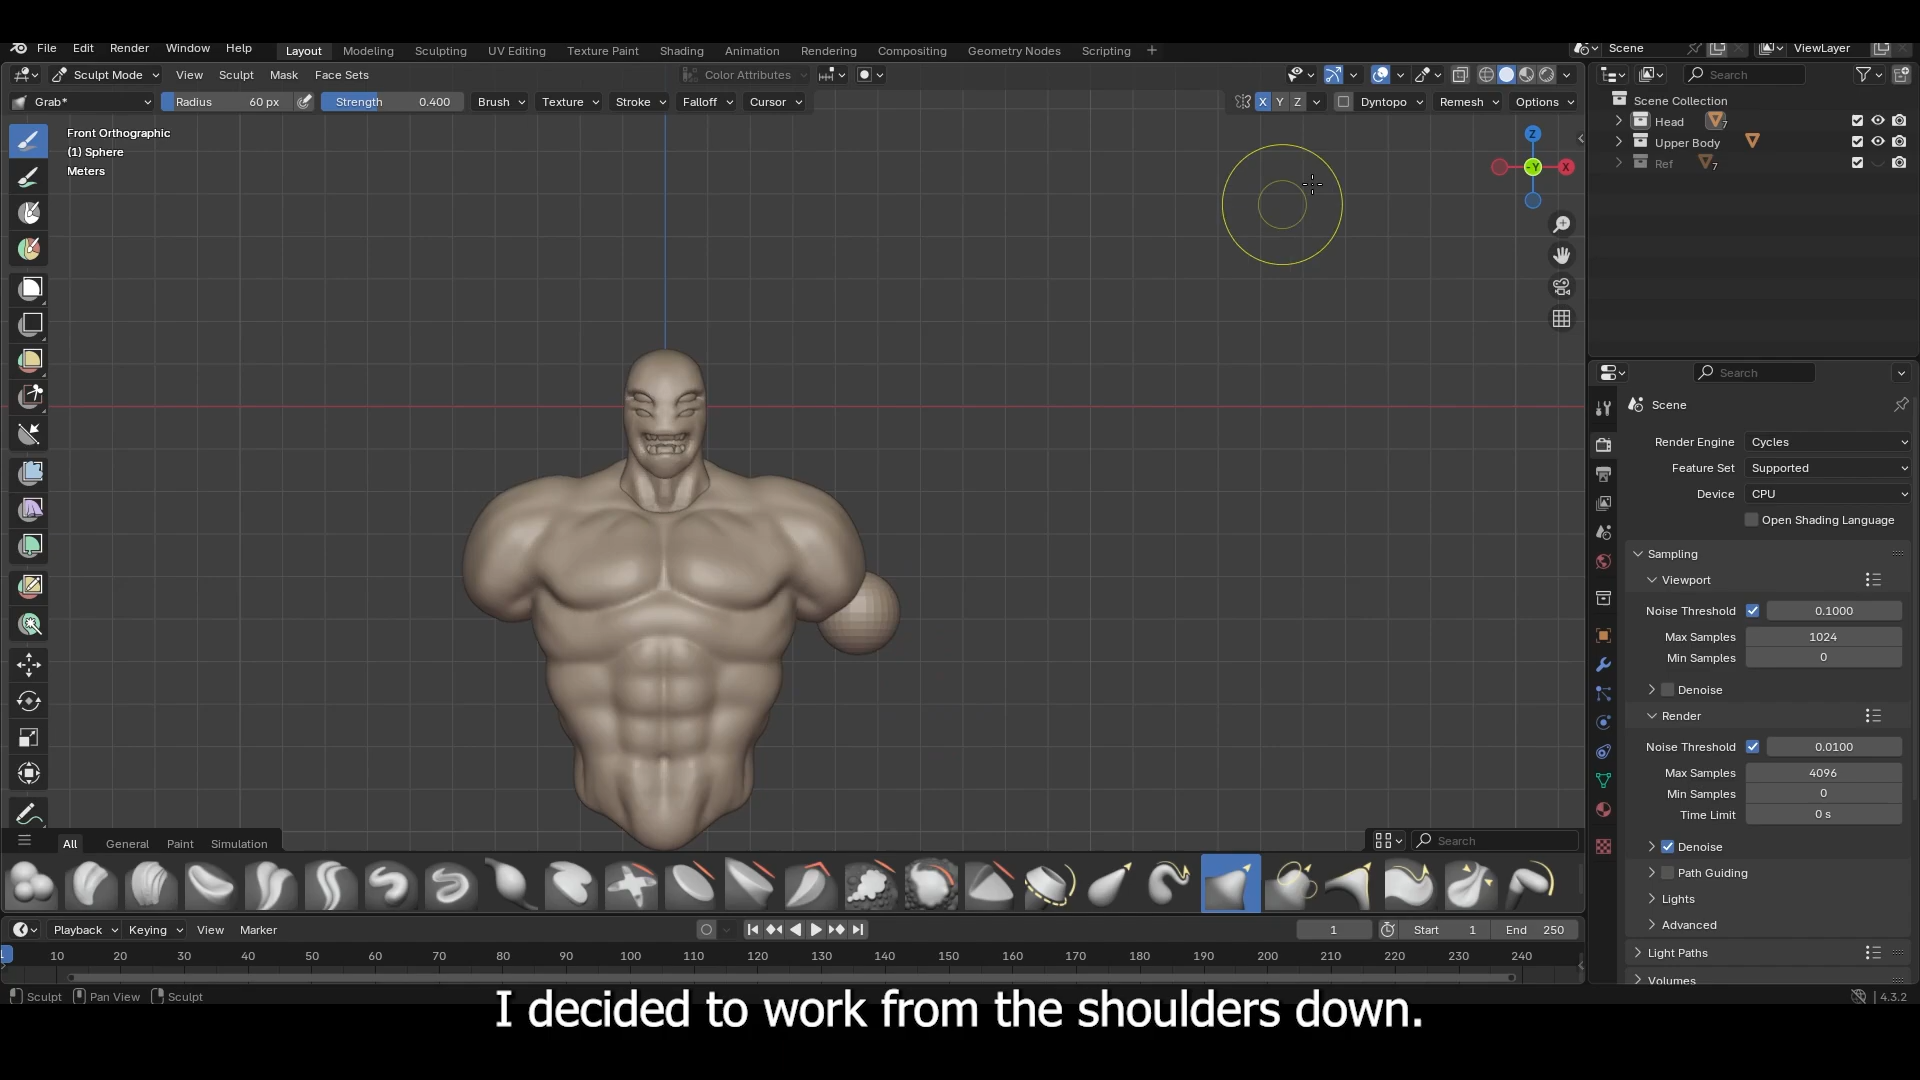 File Edit Render Window Help Layout Modeling Sculpting UV Editing Texture Paint Shading Animation Rendering Compositing Geometry Nodes Scripting + Scene ViewLayer
Sculpt Mode View Sculpt Mask Face Sets Color Attributes Search
Grab* Radius 60 px Strength 0.400 Brush Texture Stroke Falloff Cursor X Y Z Dyntopo Remesh Options
Scene Collection
Head 7
Upper Body
Ref 7
Front Orthographic
(1) Sphere
Meters
Z
-Y X
Search
Scene
Render Engine Cycles
Feature Set Supported
Device CPU
Open Shading Language
Sampling
Viewport
Noise Threshold 0.1000
Max Samples 1024
Min Samples 0
Denoise
Render
Noise Threshold 0.0100
Max Samples 4096
Min Samples 0
Time Limit 0 s
Denoise
Path Guiding
Lights
Advanced
Light Paths
Volumes
All General Paint Simulation Search
Playback Keying View Marker 1 Start 1 End 250
1 10 20 30 40 50 60 70 80 90 100 110 120 130 140 150 160 170 180 190 200 210 220 230 240
Sculpt Pan View Sculpt 4.3.2
I decided to work from the shoulders down.